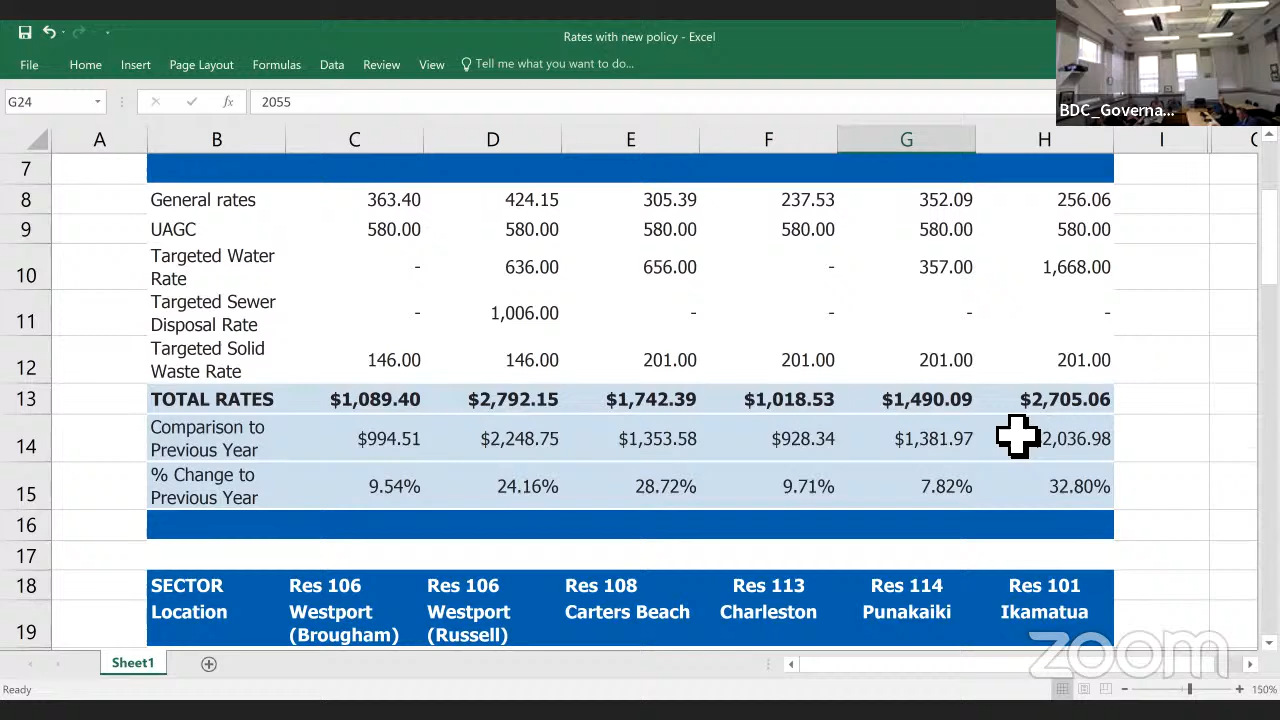 Rates with new policy - Excel
File Home Insert Page Layout Formulas Data Review View Tell me what you want to do...
G24 fx 2055
BDC_Governa...
A B C D E F G H I
7
8 General rates 363.40 424.15 305.39 237.53 352.09 256.06
9 UAGC 580.00 580.00 580.00 580.00 580.00 580.00
10 Targeted Water Rate - 636.00 656.00 - 357.00 1,668.00
11 Targeted Sewer Disposal Rate - 1,006.00 - - - -
12 Targeted Solid Waste Rate 146.00 146.00 201.00 201.00 201.00 201.00
13 TOTAL RATES $1,089.40 $2,792.15 $1,742.39 $1,018.53 $1,490.09 $2,705.06
14 Comparison to Previous Year $994.51 $2,248.75 $1,353.58 $928.34 $1,381.97 2,036.98
15 % Change to Previous Year 9.54% 24.16% 28.72% 9.71% 7.82% 32.80%
16
17
18 SECTOR Res 106 Res 106 Res 108 Res 113 Res 114 Res 101
19 Location Westport (Brougham) Westport (Russell) Carters Beach Charleston Punakaiki Ikamatua
zoom
Sheet1
Ready 150%